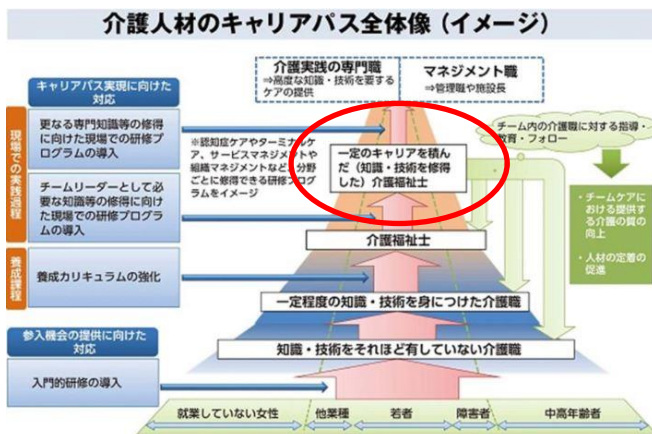 介護人材のキャリアパス全体像（イメージ）
キャリアパス実現に向けた
対応
現場での実践過程
更なる専門知識等の修得
に向けた現場での研修プ
ログラムの導入
チームリーダーとして必
要な知識等の修得に向け
た現場での研修プログラム
の導入
養成課程
養成カリキュラムの強化
参入機会の提供に向けた
対応
入門的研修の導入
※認知症ケアやターミナルケ
ア、サービスマネジメントや
組織マネジメントなど、分野
ごとに修得できる研修プログ
ラムをイメージ
介護実践の専門職
⇒高度な知識・技術を要する
ケアの提供
マネジメント職
⇒管理職や施設長
一定のキャリアを積ん
だ（知識・技術を修得
した）介護福祉士
介護福祉士
一定程度の知識・技術を身につけた介護職
知識・技術をそれほど有していない介護職
チーム内の介護職に対する指導・
教育・フォロー
・チームケアに
おける提供する
介護の質の
向上
・人材の定着の
促進
就業していない女性
他業種
若者
障害者
中高年齢者